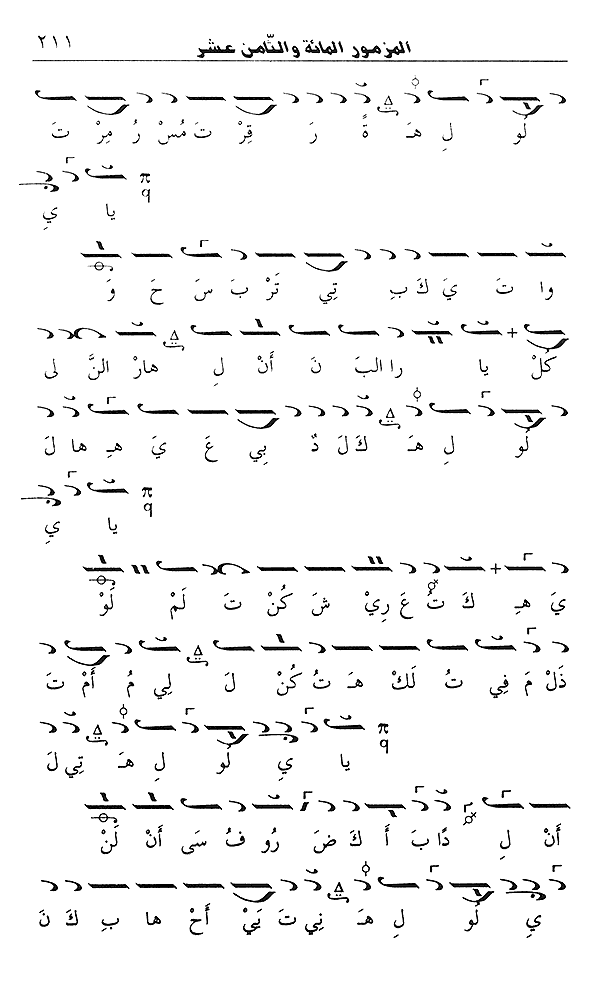 المزمور المائة والثّامن عشر ٢١١
تَ مِرْ رُ مُسْ تَ قِرْ رَ ةً هَـ لِ لُو
يِ يا
وَ حَ سَ بَ تَرْ تِي بِ كَ يَ تَ وا
لى النَّ هارْ لِ أَنْ نَ البَ را يا كُلْ
لَ ها هِـ يَ عَ بِي دٌ لَ كَ هَـ لِ لُو
يِ يا
لَوْ لَمْ تَ كُنْ شَ رِيْ عَ تُ كَ هِـ يَ
تَ أَمْ مُ لِي لَ كُنْ تُ هَـ لَكْ تُ فِي مَ ذَلْ
لَ تِي هَـ لِ لُو يِ يا
لَنْ أَنْ سَى فُ رُو ضَ كَ أَ بَ دًا لِ أَنْ
نَ كَ بِـ ها أَحْ يَيْ تَ نِي هَـ لِ لُو يِ